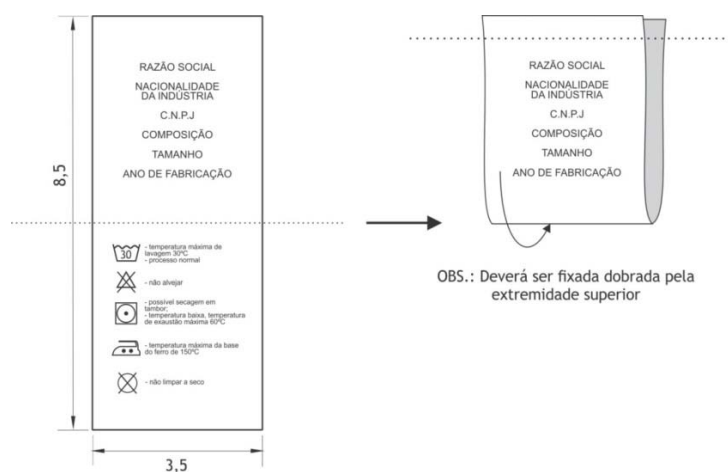 RAZÃO SOCIAL
NACIONALIDADE
DA INDÚSTRIA
C.N.P.J
COMPOSIÇÃO
TAMANHO
ANO DE FABRICAÇÃO
30
- temperatura máxima de
lavagem 30ºC
- processo normal
- não alvejar
- possível secagem em
tambor;
- temperatura baixa, temperatura
de exaustão máxima 60ºC
- temperatura máxima da base
do ferro de 150ºC
- não limpar a seco
8,5
3,5
RAZÃO SOCIAL
NACIONALIDADE
DA INDÚSTRIA
C.N.P.J
COMPOSIÇÃO
TAMANHO
ANO DE FABRICAÇÃO
OBS.: Deverá ser fixada dobrada pela
extremidade superior